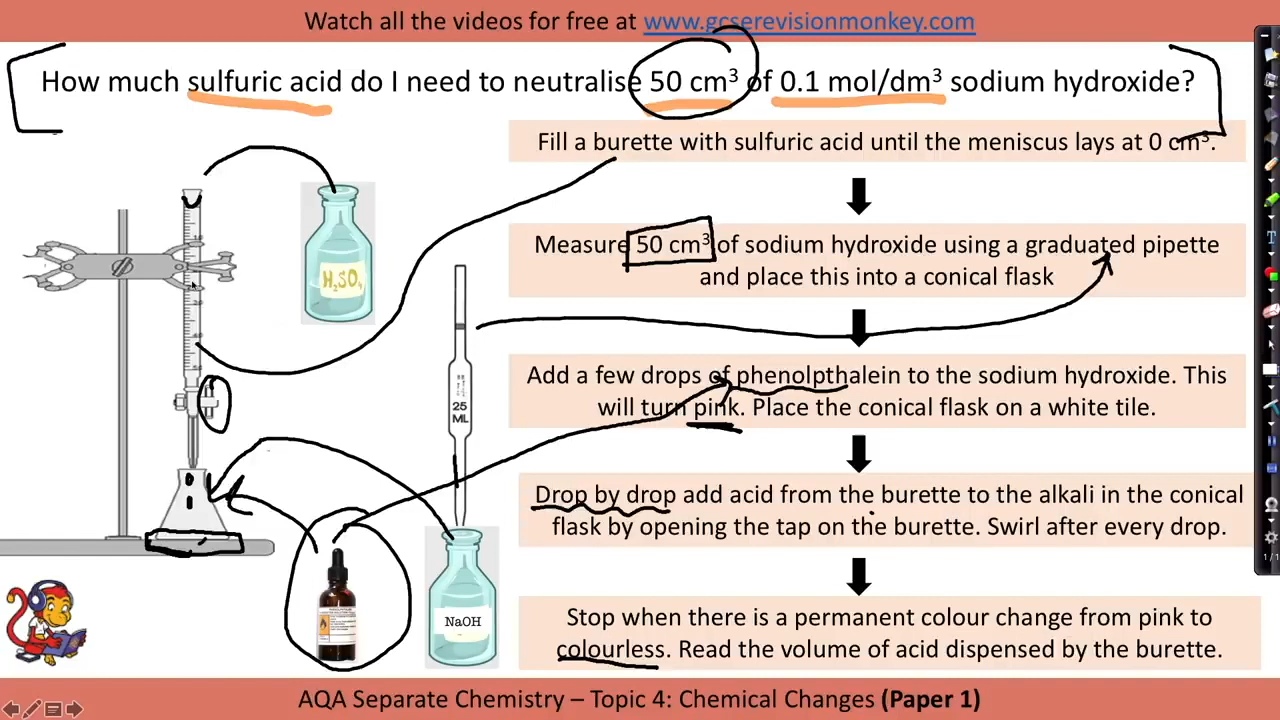 Watch all the videos for free at www.gcserevisionmonkey.com
How much sulfuric acid do I need to neutralise 50 cm³ of 0.1 mol/dm³ sodium hydroxide?
Fill a burette with sulfuric acid until the meniscus lays at 0 cm³.
Measure 50 cm³ of sodium hydroxide using a graduated pipette
and place this into a conical flask
H₂SO₄
Add a few drops of phenolpthalein to the sodium hydroxide. This
will turn pink. Place the conical flask on a white tile.
25
ML
Drop by drop add acid from the burette to the alkali in the conical
flask by opening the tap on the burette. Swirl after every drop.
NaOH
Stop when there is a permanent colour change from pink to
colourless. Read the volume of acid dispensed by the burette.
AQA Separate Chemistry – Topic 4: Chemical Changes (Paper 1)
1/1